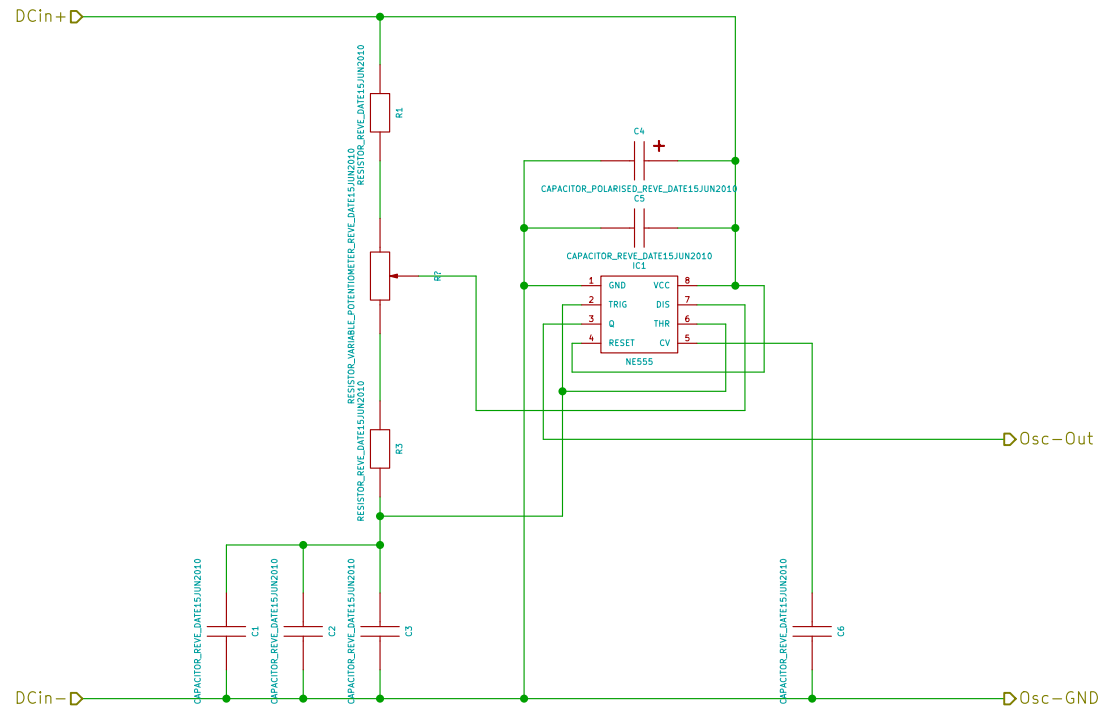 DCin+
RESISTOR_REVE_DATE15JUN2010
R1
C4
CAPACITOR_POLARISED_REVE_DATE15JUN2010
C5
CAPACITOR_REVE_DATE15JUN2010
IC1
RESISTOR_VARIABLE_POTENTIOMETER_REVE_DATE15JUN2010
R?
1 GND VCC 8
2 TRIG DIS 7
3 Q THR 6
4 RESET CV 5
NE555
RESISTOR_REVE_DATE15JUN2010
R3
Osc-Out
CAPACITOR_REVE_DATE15JUN2010
C1
CAPACITOR_REVE_DATE15JUN2010
C2
CAPACITOR_REVE_DATE15JUN2010
C3
CAPACITOR_REVE_DATE15JUN2010
C6
DCin-
Osc-GND